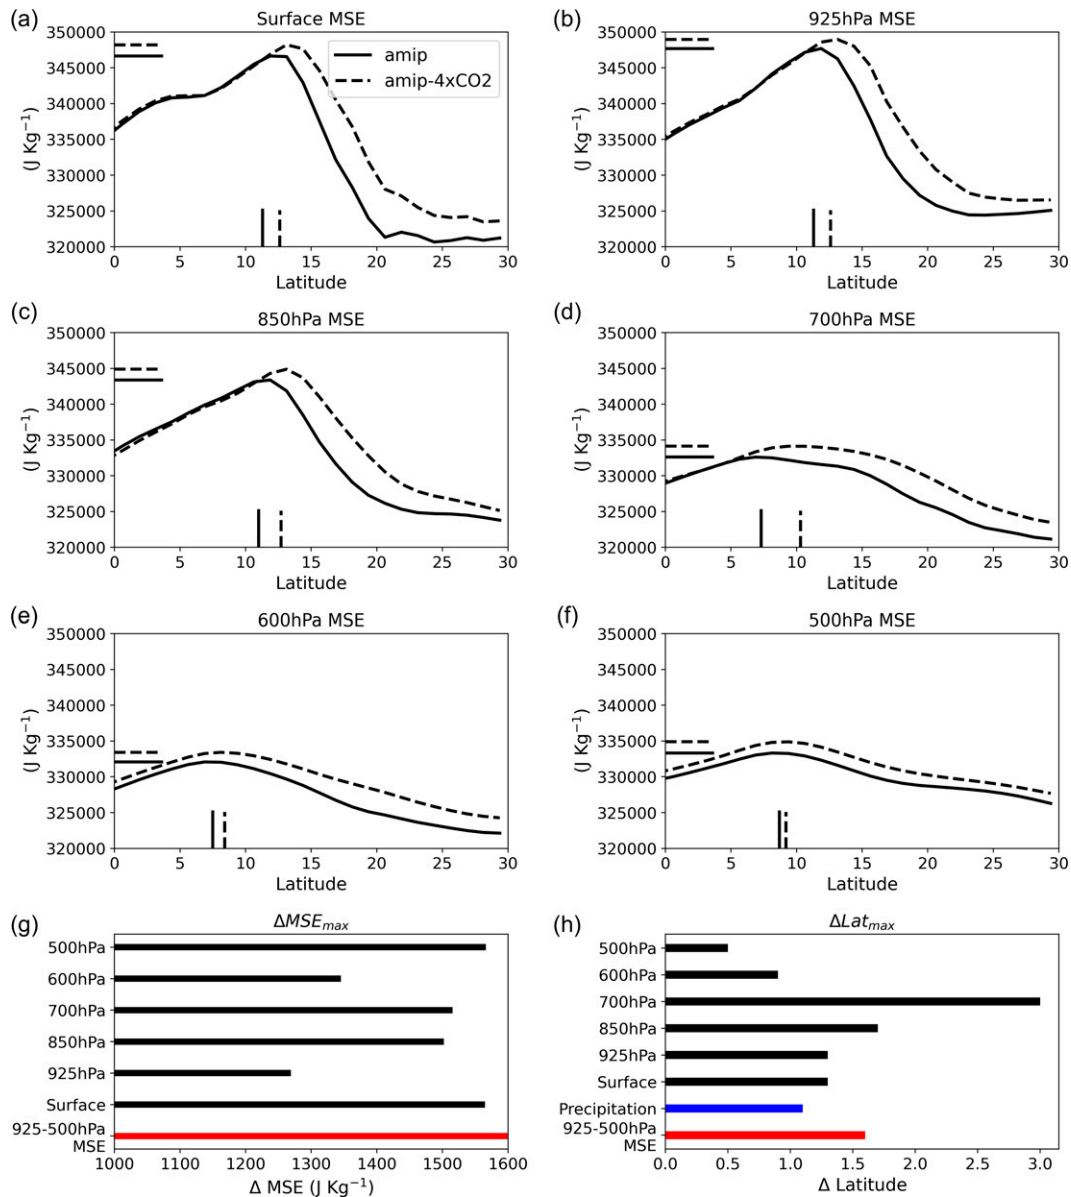 (a)
Surface MSE
350000
345000
340000
335000
330000
325000
320000
(J Kg⁻¹)
0 5 10 15 20 25 30
Latitude
amip
amip-4xCO2
(b)
925hPa MSE
350000
345000
340000
335000
330000
325000
320000
(J Kg⁻¹)
0 5 10 15 20 25 30
Latitude
(c)
850hPa MSE
350000
345000
340000
335000
330000
325000
320000
(J Kg⁻¹)
0 5 10 15 20 25 30
Latitude
(d)
700hPa MSE
350000
345000
340000
335000
330000
325000
320000
(J Kg⁻¹)
0 5 10 15 20 25 30
Latitude
(e)
600hPa MSE
350000
345000
340000
335000
330000
325000
320000
(J Kg⁻¹)
0 5 10 15 20 25 30
Latitude
(f)
500hPa MSE
350000
345000
340000
335000
330000
325000
320000
(J Kg⁻¹)
0 5 10 15 20 25 30
Latitude
(g)
ΔMSEmax
500hPa
600hPa
700hPa
850hPa
925hPa
Surface
925-500hPa
MSE
1000 1100 1200 1300 1400 1500 1600
Δ MSE (J Kg⁻¹)
(h)
ΔLatmax
500hPa
600hPa
700hPa
850hPa
925hPa
Surface
Precipitation
925-500hPa
MSE
0.0 0.5 1.0 1.5 2.0 2.5 3.0
Δ Latitude